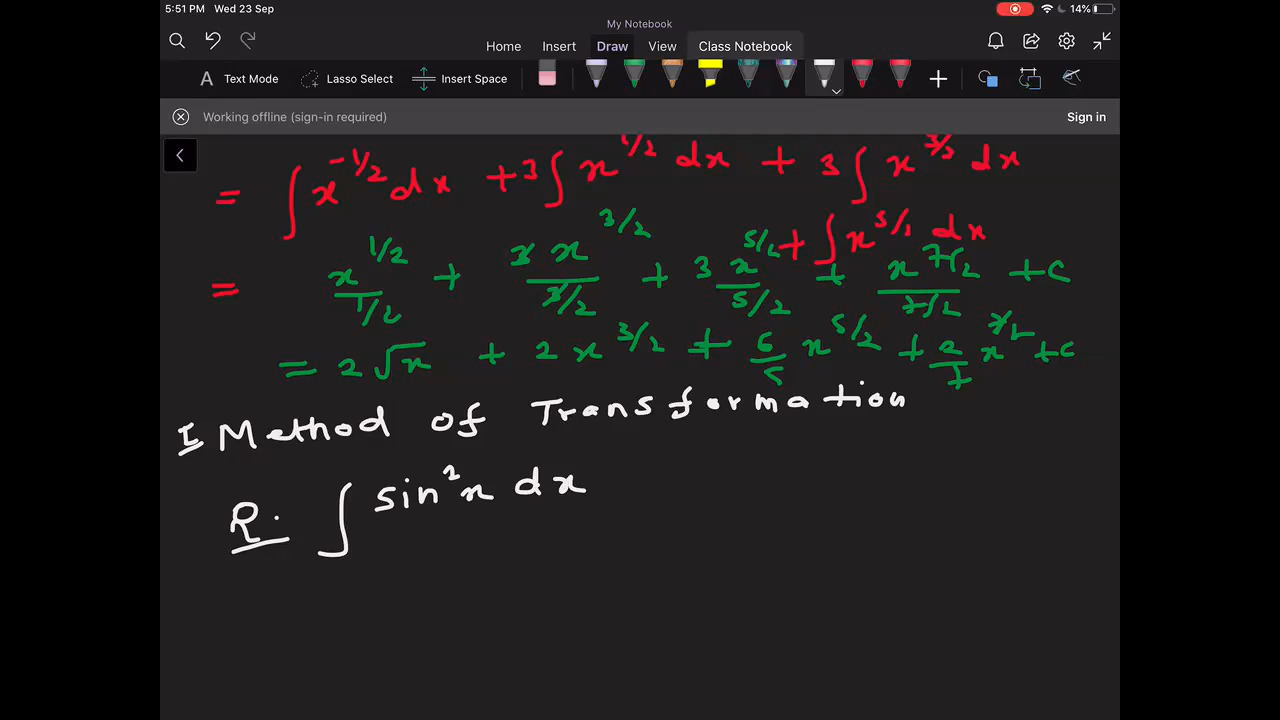 5:51 PM Wed 23 Sep
14%
My Notebook
Home Insert Draw View Class Notebook
A Text Mode Lasso Select Insert Space
Working offline (sign-in required) Sign in
= ∫ x^{-1/2} dx + 3 ∫ x^{1/2} dx + 3 ∫ x^{3/2} dx
+ ∫ x^{5/2} dx
= x^{1/2}/(1/2) + 3 x^{3/2}/(3/2) + 3 x^{5/2}/(5/2) + x^{7/2}/(7/2) + C
= 2 √x + 2 x^{3/2} + 6/5 x^{5/2} + 2/7 x^{7/2} + C
I Method of Transformation
Q. ∫ sin²x dx